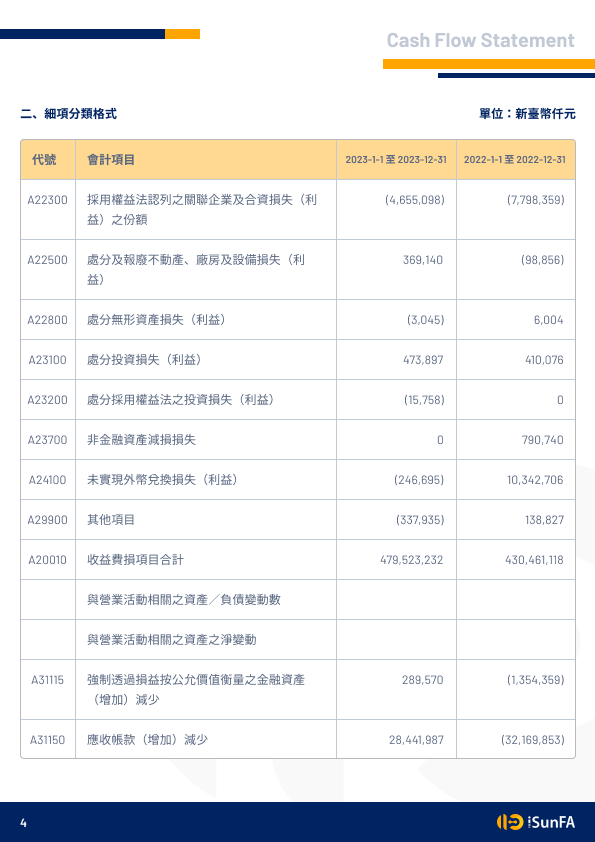 Cash Flow Statement
二、細項分類格式
單位：新臺幣仟元
代號 會計項目 2023-1-1 至 2023-12-31 2022-1-1 至 2022-12-31
A22300 採用權益法認列之關聯企業及合資損失（利 (4,655,098) (7,798,359)
益）之份額
A22500 處分及報廢不動產、廠房及設備損失（利 369,140 (98,856)
益）
A22800 處分無形資產損失（利益） (3,045) 6,004
A23100 處分投資損失（利益） 473,897 410,076
A23200 處分採用權益法之投資損失（利益） (15,758) 0
A23700 非金融資產減損損失 0 790,740
A24100 未實現外幣兌換損失（利益） (246,695) 10,342,706
A29900 其他項目 (337,935) 138,827
A20010 收益費損項目合計 479,523,232 430,461,118
與營業活動相關之資產／負債變動數
與營業活動相關之資產之淨變動
A31115 強制透過損益按公允價值衡量之金融資產 289,570 (1,354,359)
（增加）減少
A31150 應收帳款（增加）減少 28,441,987 (32,169,853)
4
iSunFA